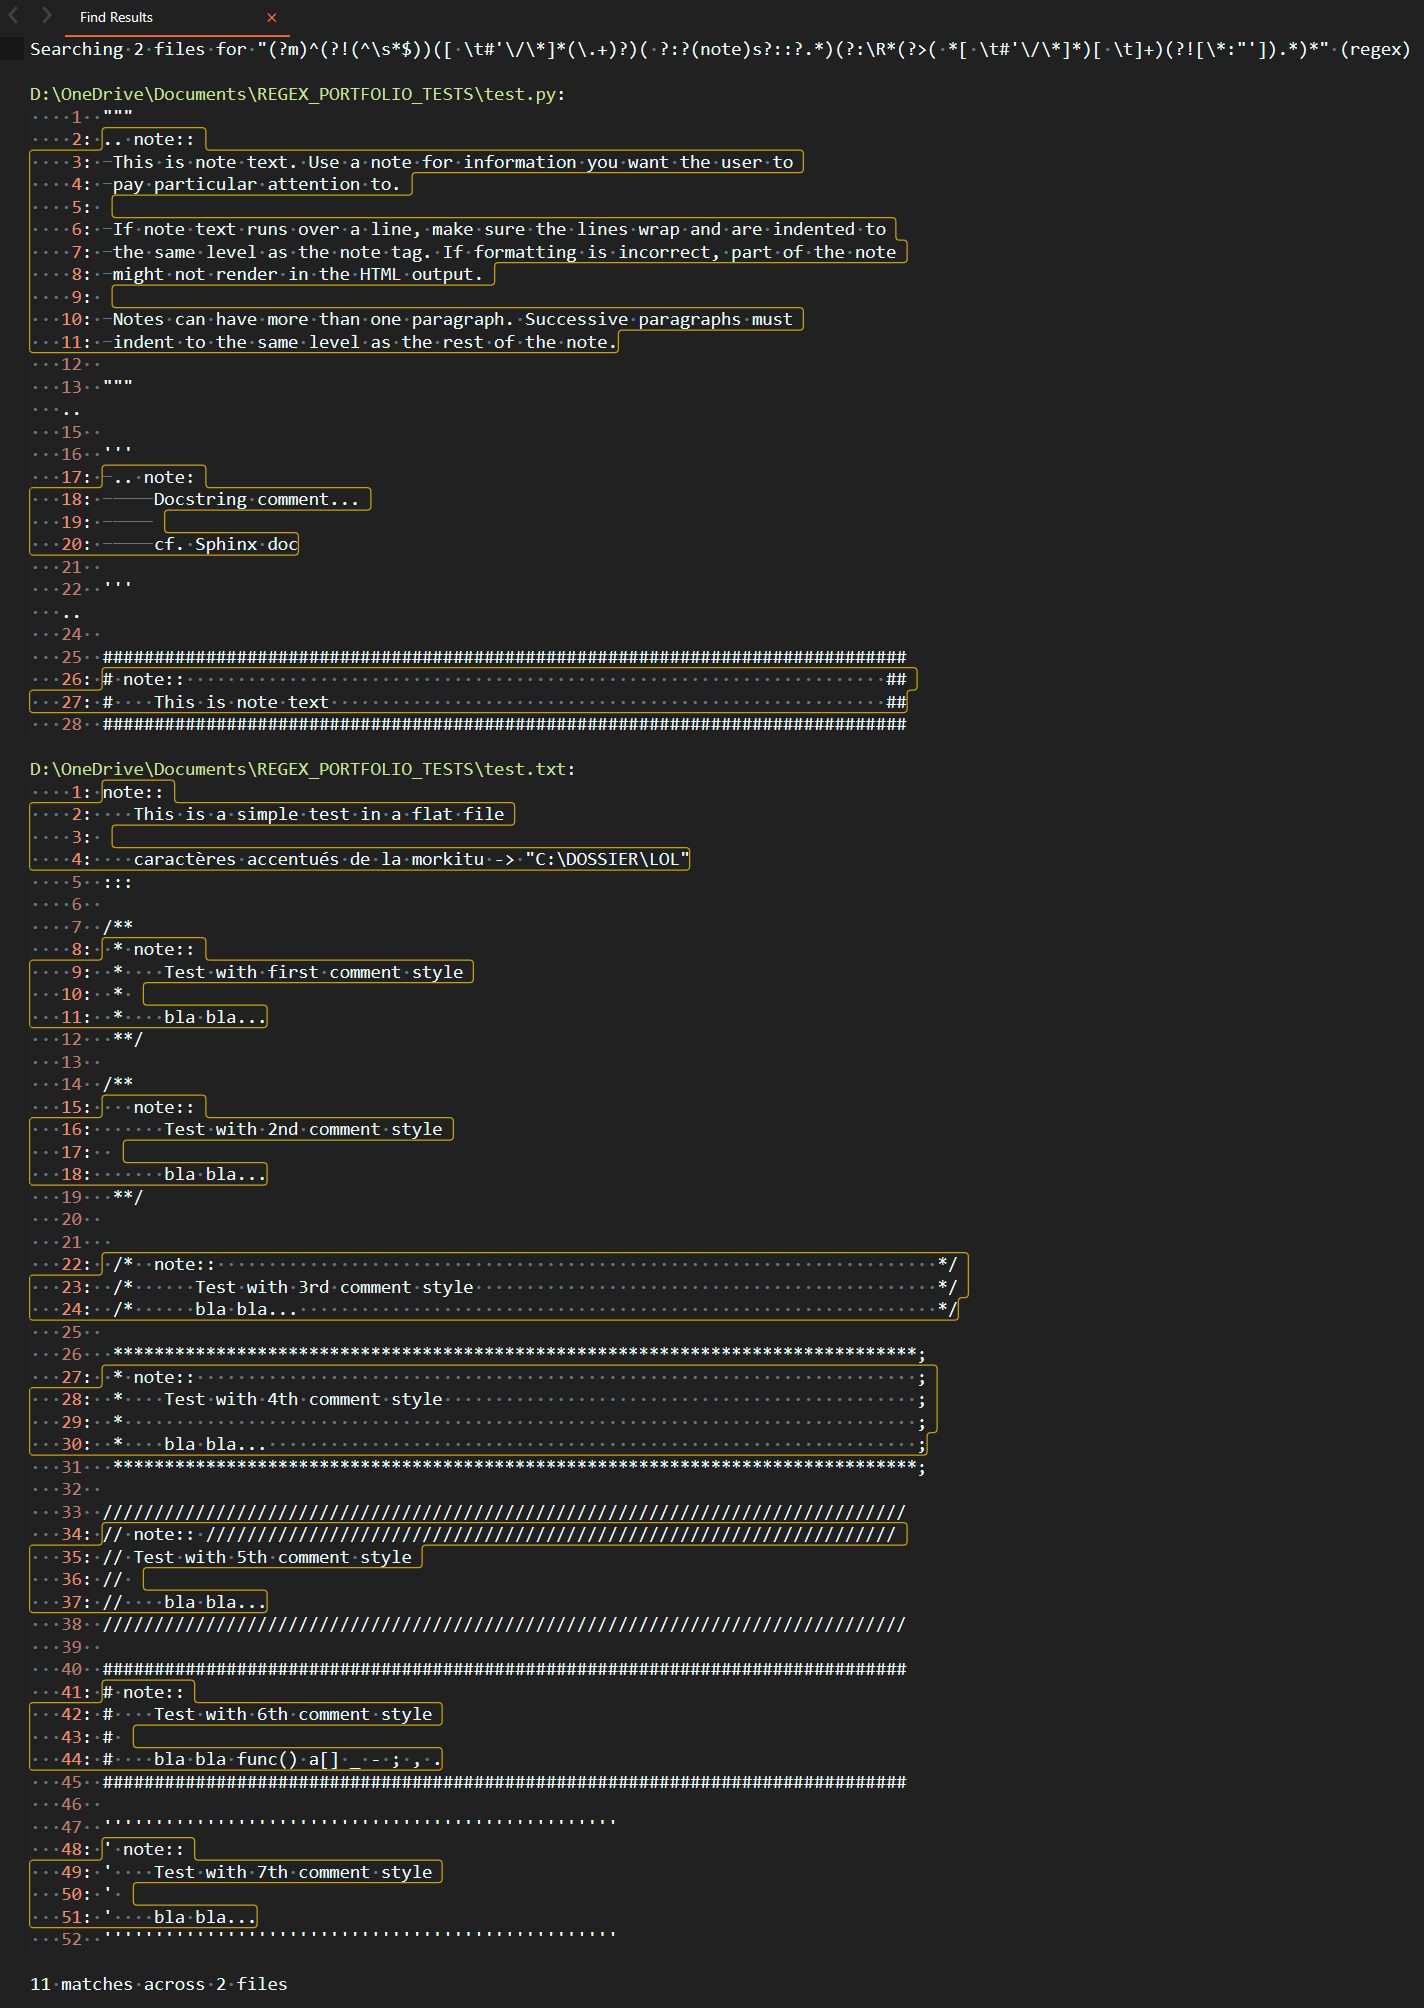 Find Results ×
Searching 2 files for "(?m)^(?!(^\s*$))([ \t#'\/\*]*(\.+)?)( ?:?(note)s?::?.*)(?:\R*(?>( *[ \t#'\/\*]*)[ \t]+)(?![\*:"']).*)*" (regex)
D:\OneDrive\Documents\REGEX_PORTFOLIO_TESTS\test.py:
1 """
2: .. note::
3: This is note text. Use a note for information you want the user to
4: pay particular attention to.
5:
6: If note text runs over a line, make sure the lines wrap and are indented to
7: the same level as the note tag. If formatting is incorrect, part of the note
8: might not render in the HTML output.
9:
10: Notes can have more than one paragraph. Successive paragraphs must
11: indent to the same level as the rest of the note.
12
13 """
..
15
16 '''
17: .. note:
18: Docstring comment...
19:
20: cf. Sphinx doc
21
22 '''
..
24
25 ##############################################################################
26: # note:: ##
27: # This is note text ##
28 ##############################################################################
D:\OneDrive\Documents\REGEX_PORTFOLIO_TESTS\test.txt:
1: note::
2: This is a simple test in a flat file
3:
4: caractères accentués de la morkitu -> "C:\DOSSIER\LOL"
5 :::
6
7 /**
8: * note::
9: * Test with first comment style
10: *
11: * bla bla...
12 **/
13
14 /**
15: note::
16: Test with 2nd comment style
17:
18: bla bla...
19 **/
20
21
22: /* note:: */
23: /* Test with 3rd comment style */
24: /* bla bla... */
25
26 ******************************************************************************;
27: * note:: ;
28: * Test with 4th comment style ;
29: * ;
30: * bla bla... ;
31 ******************************************************************************;
32
33 //////////////////////////////////////////////////////////////////////////////
34: // note:: ///////////////////////////////////////////////////////////////////
35: // Test with 5th comment style
36: //
37: // bla bla...
38 //////////////////////////////////////////////////////////////////////////////
39
40 ##############################################################################
41: # note::
42: # Test with 6th comment style
43: #
44: # bla bla func() a[] _ - ; , .
45 ##############################################################################
46
47 ''''''''''''''''''''''''''''''''''''''''''''''''''
48: ' note::
49: ' Test with 7th comment style
50: '
51: ' bla bla...
52 ''''''''''''''''''''''''''''''''''''''''''''''''''
11 matches across 2 files